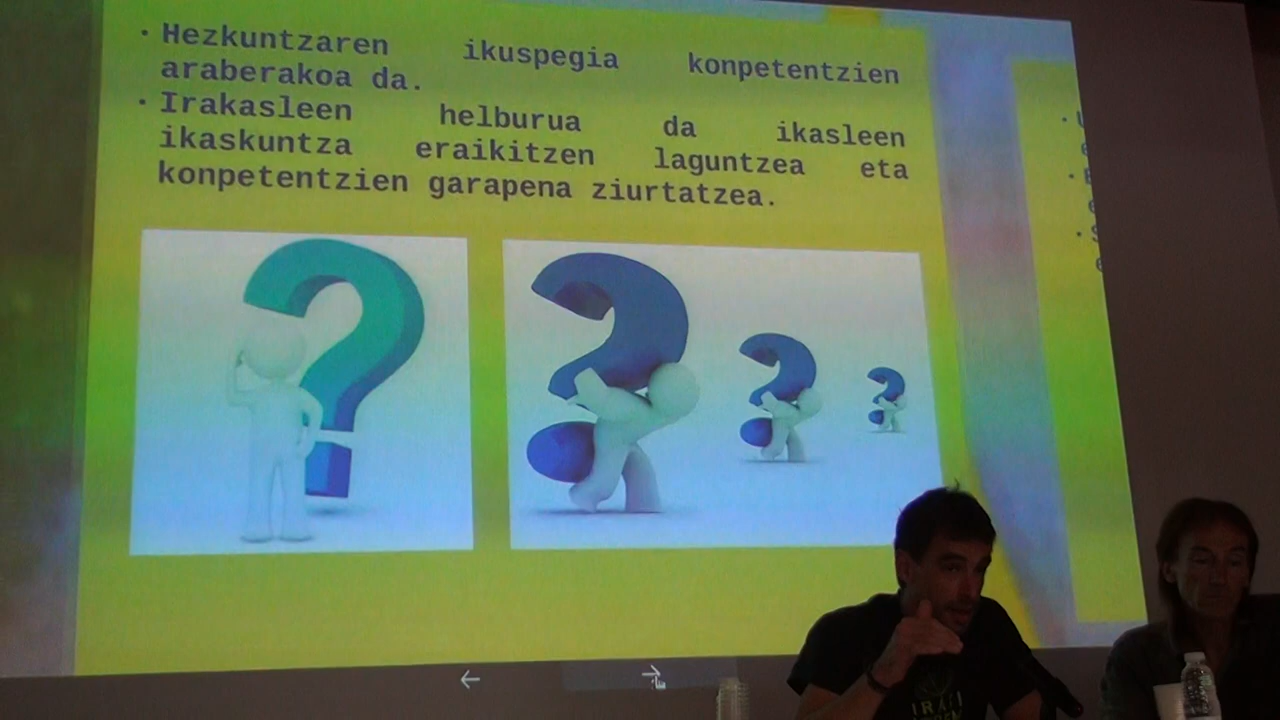 · Hezkuntzaren ikuspegia konpetentzien
araberakoa da.
· Irakasleen helburua da ikasleen
ikaskuntza eraikitzen laguntzea eta
konpetentzien garapena ziurtatzea.